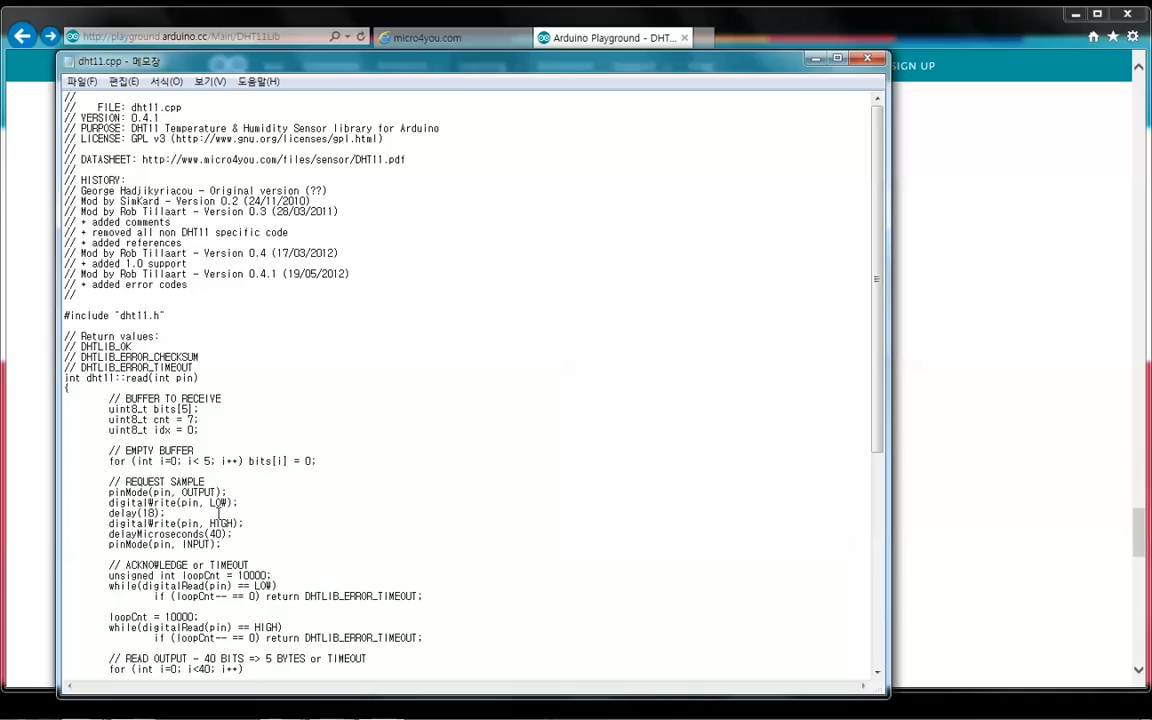 http://playground.arduino.cc/Main/DHT11Lib
micro4you.com
Arduino Playground - DHT...
SIGN UP
dht11.cpp - 메모장
파일(F) 편집(E) 서식(O) 보기(V) 도움말(H)
//
// FILE: dht11.cpp
// VERSION: 0.4.1
// PURPOSE: DHT11 Temperature & Humidity Sensor library for Arduino
// LICENSE: GPL v3 (http://www.gnu.org/licenses/gpl.html)
//
// DATASHEET: http://www.micro4you.com/files/sensor/DHT11.pdf
//
// HISTORY:
// George Hadjikyriacou - Original version (??)
// Mod by SimKard - Version 0.2 (24/11/2010)
// Mod by Rob Tillaart - Version 0.3 (28/03/2011)
// + added comments
// + removed all non DHT11 specific code
// + added references
// Mod by Rob Tillaart - Version 0.4 (17/03/2012)
// + added 1.0 support
// Mod by Rob Tillaart - Version 0.4.1 (19/05/2012)
// + added error codes
//
#include "dht11.h"
// Return values:
// DHTLIB_OK
// DHTLIB_ERROR_CHECKSUM
// DHTLIB_ERROR_TIMEOUT
int dht11::read(int pin)
{
// BUFFER TO RECEIVE
uint8_t bits[5];
uint8_t cnt = 7;
uint8_t idx = 0;
// EMPTY BUFFER
for (int i=0; i< 5; i++) bits[i] = 0;
// REQUEST SAMPLE
pinMode(pin, OUTPUT);
digitalWrite(pin, LOW);
delay(18);
digitalWrite(pin, HIGH);
delayMicroseconds(40);
pinMode(pin, INPUT);
// ACKNOWLEDGE or TIMEOUT
unsigned int loopCnt = 10000;
while(digitalRead(pin) == LOW)
if (loopCnt-- == 0) return DHTLIB_ERROR_TIMEOUT;
loopCnt = 10000;
while(digitalRead(pin) == HIGH)
if (loopCnt-- == 0) return DHTLIB_ERROR_TIMEOUT;
// READ OUTPUT - 40 BITS => 5 BYTES or TIMEOUT
for (int i=0; i<40; i++)